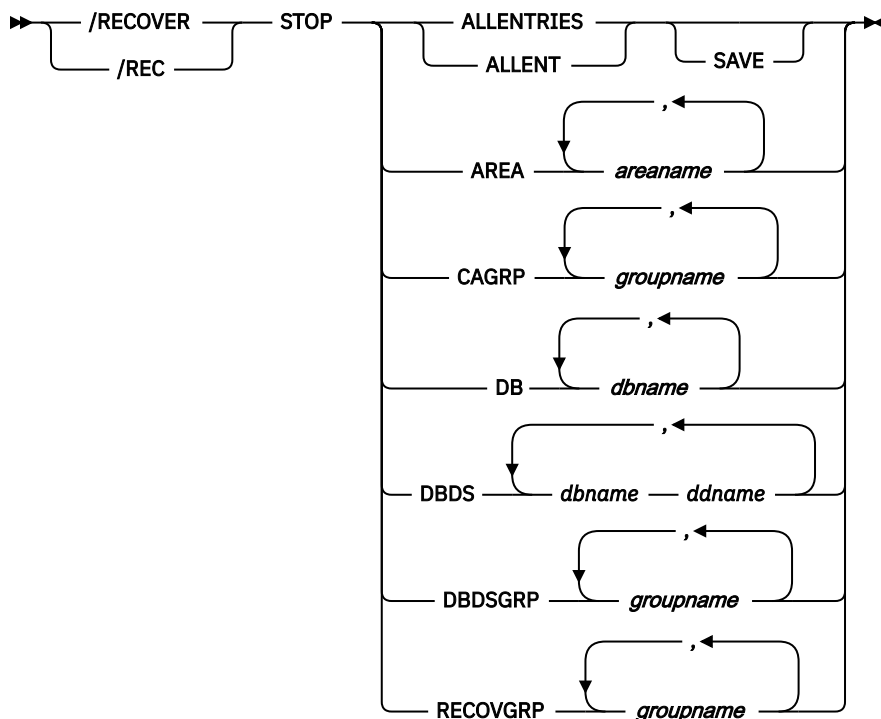 /RECOVER STOP ALLENTRIES
/REC ALLENT SAVE
,
AREA areaname
,
CAGRP groupname
,
DB dbname
,
DBDS dbname ddname
,
DBDSGRP groupname
,
RECOVGRP groupname